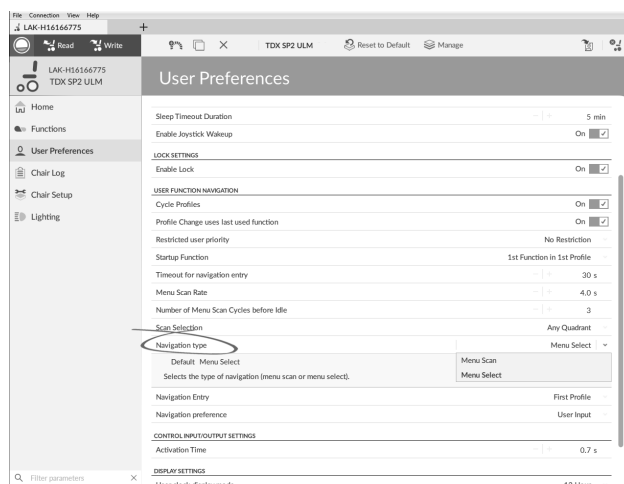 File Connection View Help
LAK-H16166775 +
Read Write TDX SP2 ULM Reset to Default Manage
LAK-H16166775
TDX SP2 ULM
User Preferences
Home
Functions
User Preferences
Chair Log
Chair Setup
Lighting
Sleep Timeout Duration 5 min
Enable Joystick Wakeup On
LOCK SETTINGS
Enable Lock On
USER FUNCTION NAVIGATION
Cycle Profiles On
Profile Change uses last used function On
Restricted user priority No Restriction
Startup Function 1st Function in 1st Profile
Timeout for navigation entry 30 s
Menu Scan Rate 4.0 s
Number of Menu Scan Cycles before Idle 3
Scan Selection Any Quadrant
Navigation type Menu Select
Default Menu Select Menu Scan
Selects the type of navigation (menu scan or menu select). Menu Select
Navigation Entry First Profile
Navigation preference User Input
CONTROL INPUT/OUTPUT SETTINGS
Activation Time 0.7 s
DISPLAY SETTINGS
Filter parameters